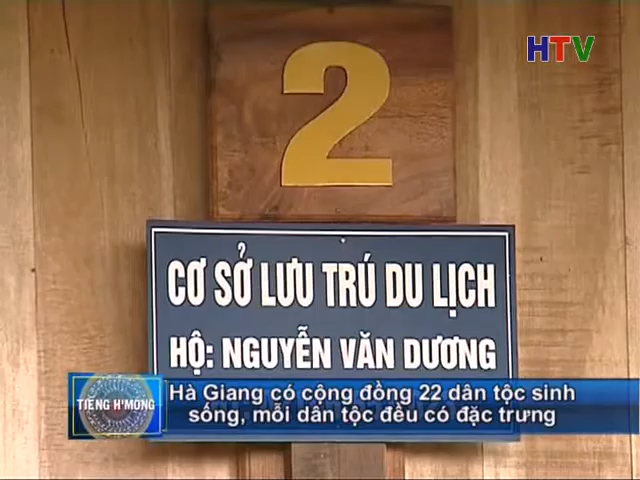 HTV
2
CƠ SỞ LƯU TRÚ DU LỊCH
HỘ: NGUYỄN VĂN DƯƠNG
TIẾNG H'MÔNG
Hà Giang có cộng đồng 22 dân tộc sinh
sống, mỗi dân tộc đều có đặc trưng